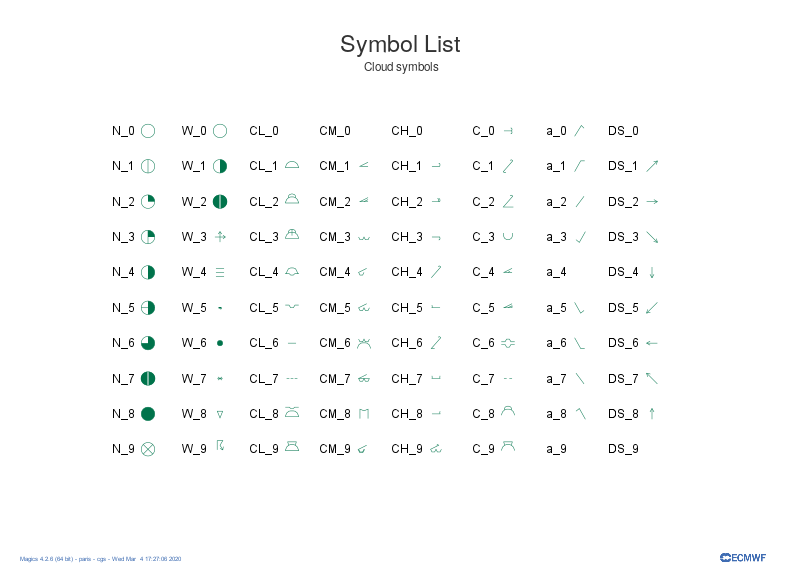 Symbol List
Cloud symbols
N_0 W_0 CL_0 CM_0 CH_0 C_0 a_0 DS_0
N_1 W_1 CL_1 CM_1 CH_1 C_1 a_1 DS_1
N_2 W_2 CL_2 CM_2 CH_2 C_2 a_2 DS_2
N_3 W_3 CL_3 CM_3 CH_3 C_3 a_3 DS_3
N_4 W_4 CL_4 CM_4 CH_4 C_4 a_4 DS_4
N_5 W_5 CL_5 CM_5 CH_5 C_5 a_5 DS_5
N_6 W_6 CL_6 CM_6 CH_6 C_6 a_6 DS_6
N_7 W_7 CL_7 CM_7 CH_7 C_7 a_7 DS_7
N_8 W_8 CL_8 CM_8 CH_8 C_8 a_8 DS_8
N_9 W_9 CL_9 CM_9 CH_9 C_9 a_9 DS_9
Magics 4.2.6 (64 bit) - paris - cgs - Wed Mar 4 17:27:06 2020
ECMWF